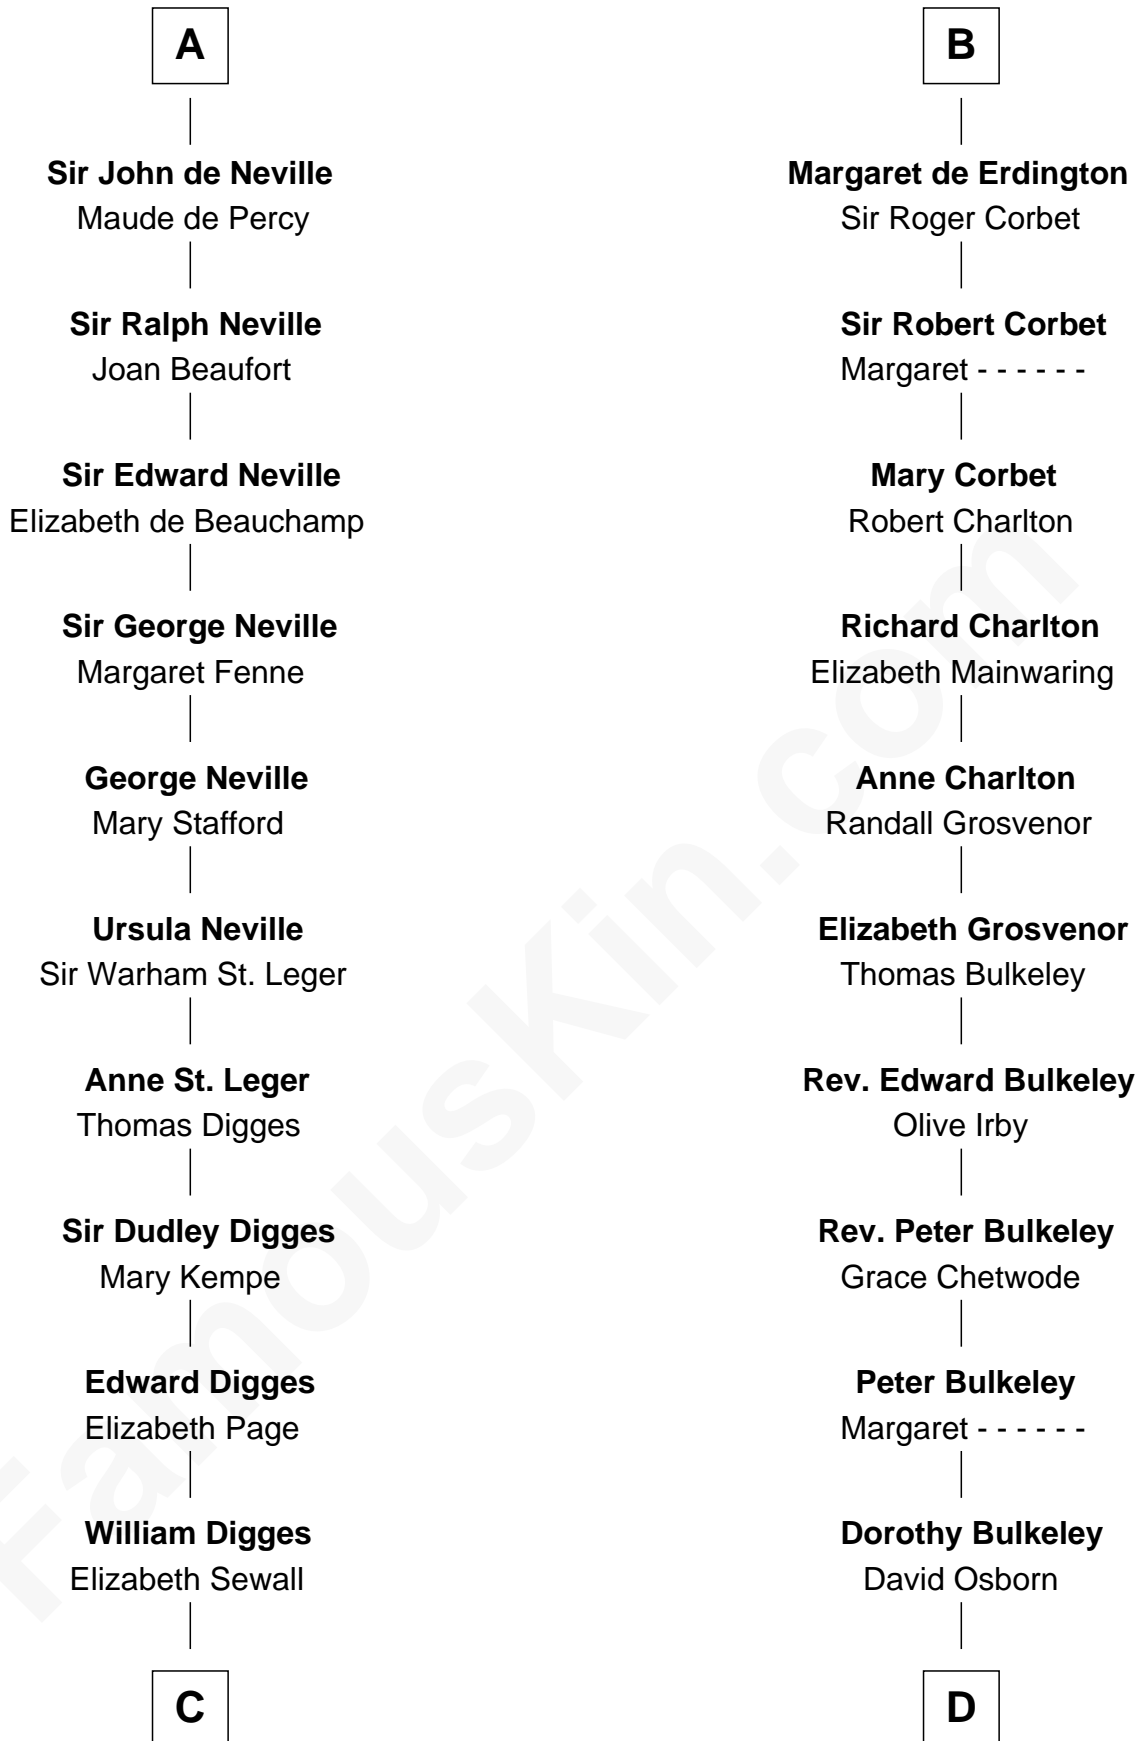 A
Sir John de Neville
Maude de Percy
Sir Ralph Neville
Joan Beaufort
Sir Edward Neville
Elizabeth de Beauchamp
Sir George Neville
Margaret Fenne
George Neville
Mary Stafford
Ursula Neville
Sir Warham St. Leger
Anne St. Leger
Thomas Digges
Sir Dudley Digges
Mary Kempe
Edward Digges
Elizabeth Page
William Digges
Elizabeth Sewall
C
B
Margaret de Erdington
Sir Roger Corbet
Sir Robert Corbet
Margaret - - - - - -
Mary Corbet
Robert Charlton
Richard Charlton
Elizabeth Mainwaring
Anne Charlton
Randall Grosvenor
Elizabeth Grosvenor
Thomas Bulkeley
Rev. Edward Bulkeley
Olive Irby
Rev. Peter Bulkeley
Grace Chetwode
Peter Bulkeley
Margaret - - - - - -
Dorothy Bulkeley
David Osborn
D
FamousKin.com